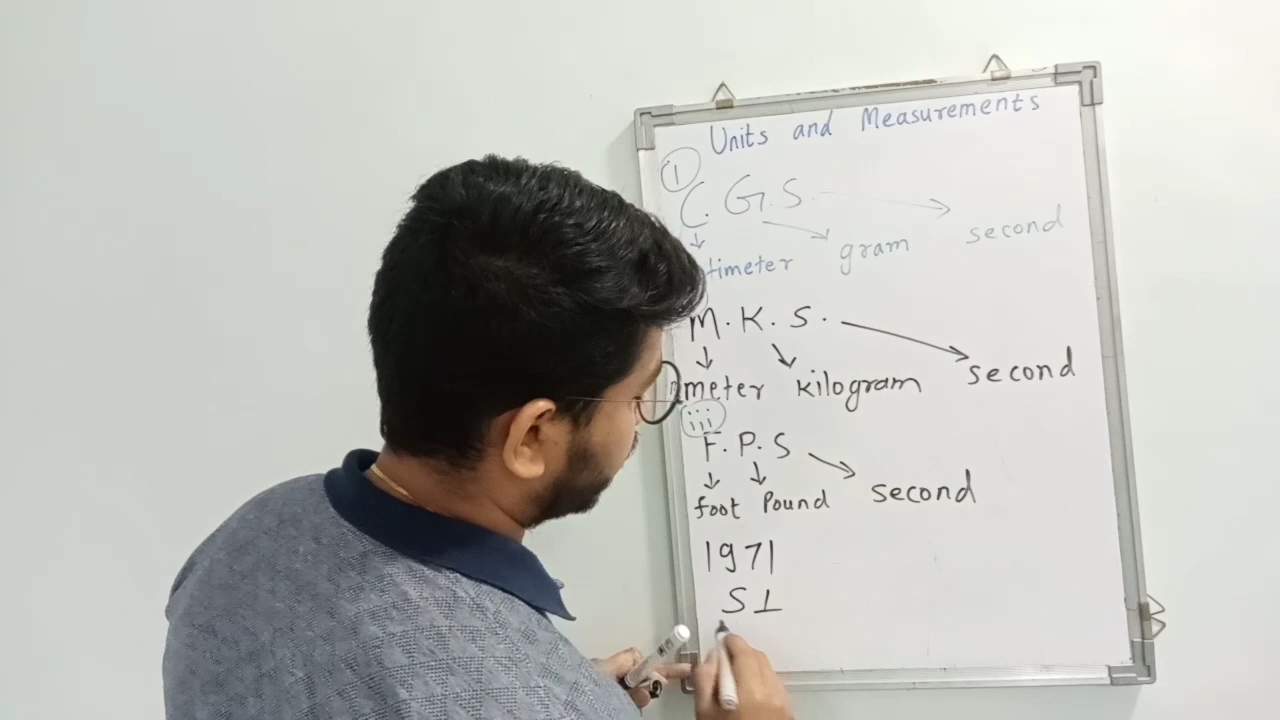 Units and Measurements
①
C. G. S.
timeter gram second
M. K. S.
meter kilogram second
iii
F. P. S
foot Pound second
1971
SI